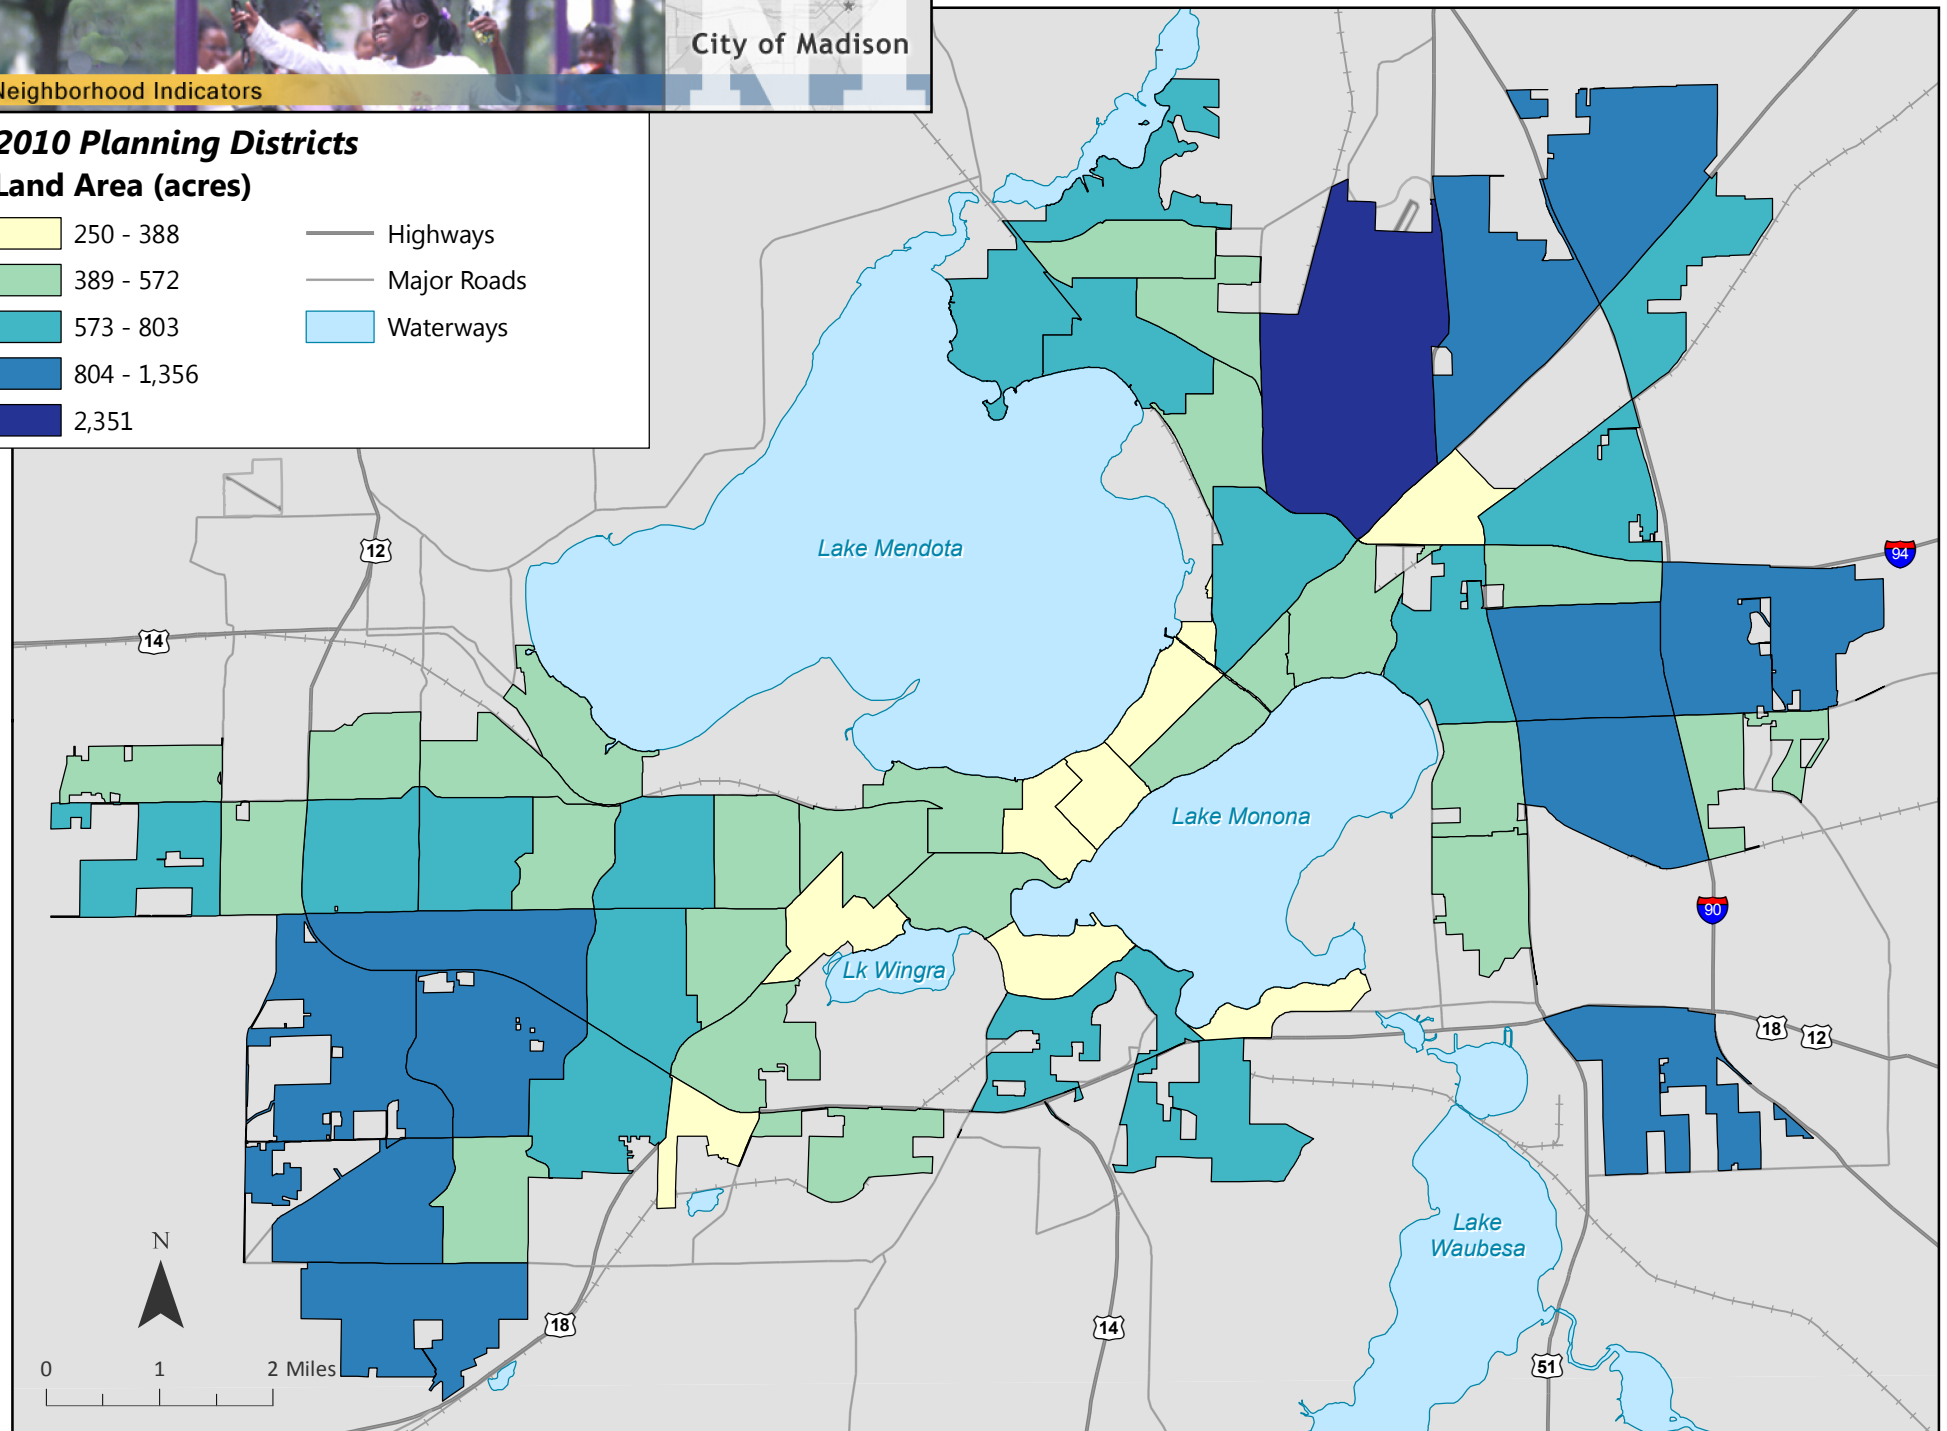 City of Madison
Neighborhood Indicators
2010 Planning Districts
Land Area (acres)
250 - 388
389 - 572
573 - 803
804 - 1,356
2,351
Highways
Major Roads
Waterways
12
14
94
Lake Mendota
Lake Monona
Lk Wingra
90
18
12
Lake
Waubesa
N
18
14
51
0 1 2 Miles